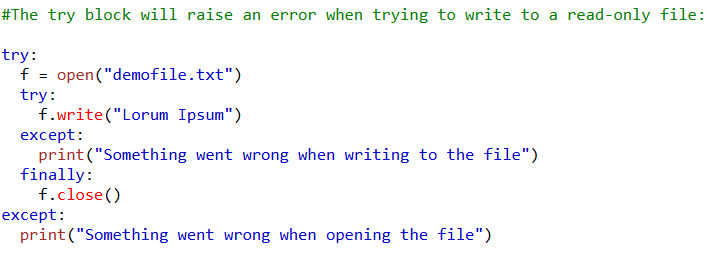 #The try block will raise an error when trying to write to a read-only file:
try:
  f = open("demofile.txt")
  try:
    f.write("Lorum Ipsum")
  except:
    print("Something went wrong when writing to the file")
  finally:
    f.close()
except:
  print("Something went wrong when opening the file")